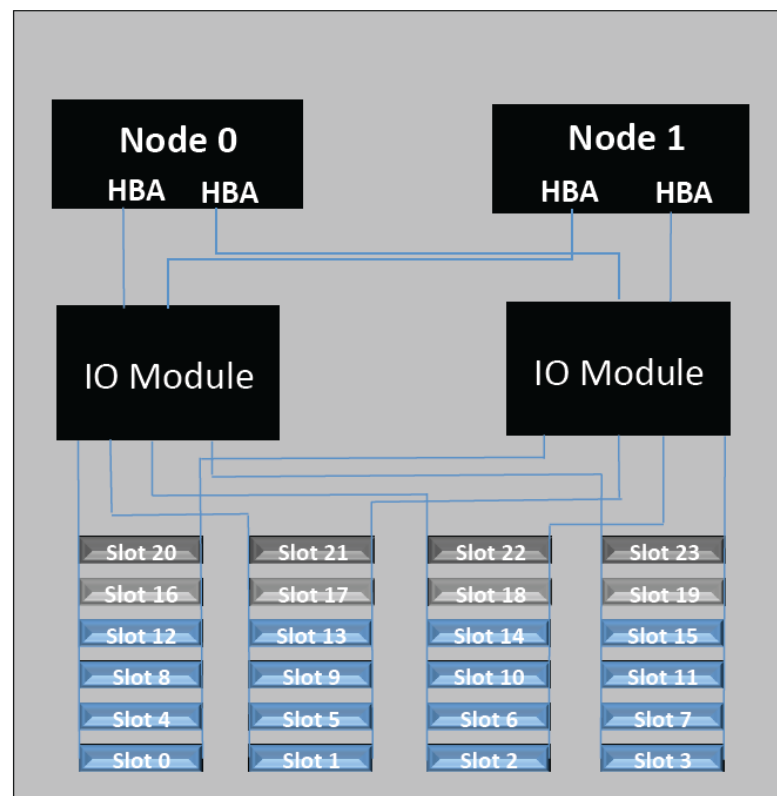 Node 0
HBA HBA
Node 1
HBA HBA
IO Module
IO Module
Slot 20 Slot 21 Slot 22 Slot 23
Slot 16 Slot 17 Slot 18 Slot 19
Slot 12 Slot 13 Slot 14 Slot 15
Slot 8 Slot 9 Slot 10 Slot 11
Slot 4 Slot 5 Slot 6 Slot 7
Slot 0 Slot 1 Slot 2 Slot 3